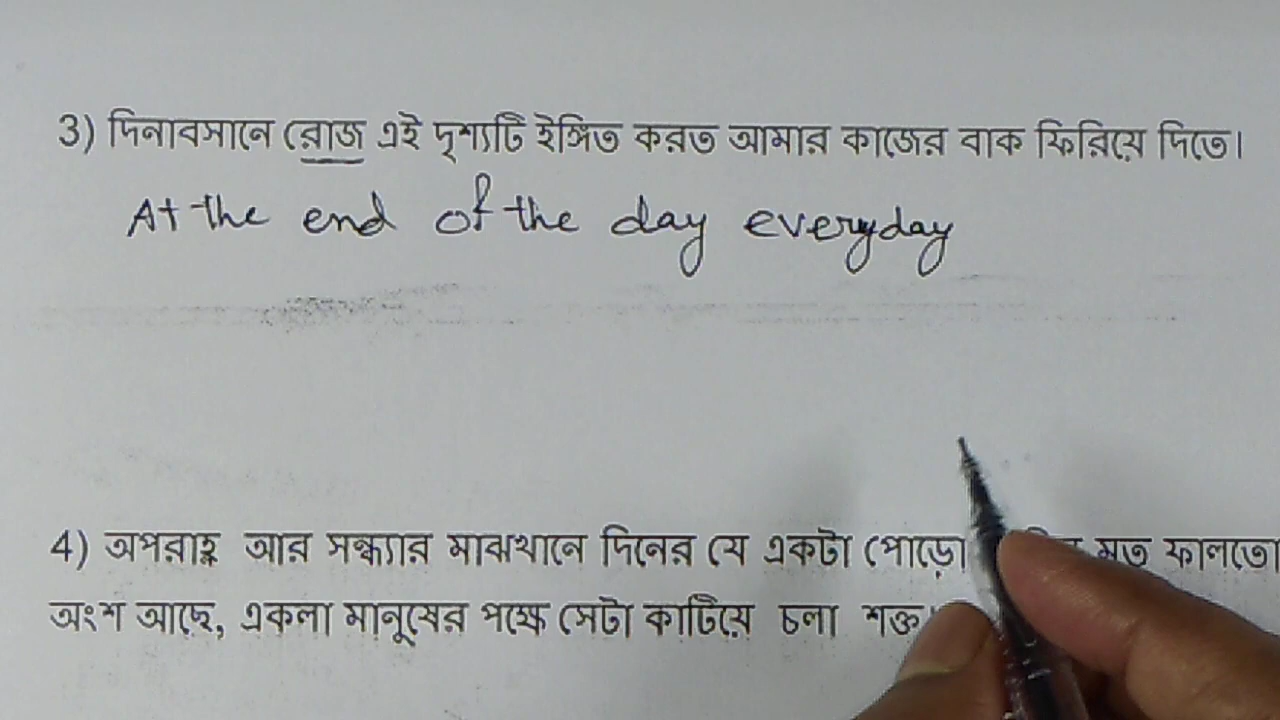 3) দিনাবসানে রোজ এই দৃশ্যটি ইঙ্গিত করত আমার কাজের বাক ফিরিয়ে দিতে।
At the end of the day everyday
4) অপরাহ্ণ আর সন্ধ্যার মাঝখানে দিনের যে একটা পোড়ো মত ফালতো
অংশ আছে, একলা মানুষের পক্ষে সেটা কাটিয়ে চলা শক্ত।